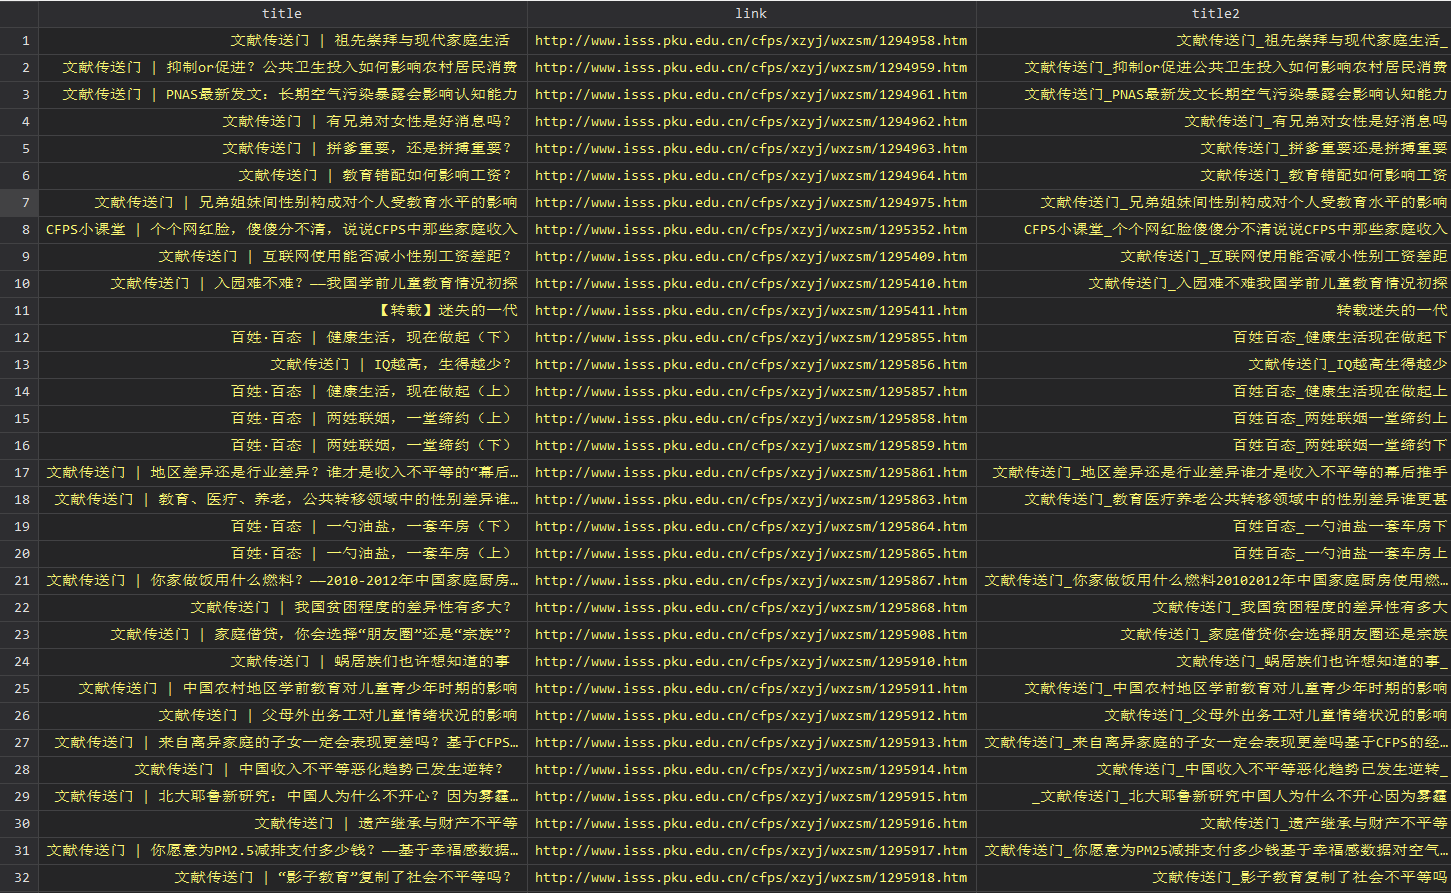 title link title2
1 文献传送门 | 祖先崇拜与现代家庭生活 http://www.isss.pku.edu.cn/cfps/xzyj/wxzsm/1294958.htm 文献传送门_祖先崇拜与现代家庭生活_
2 文献传送门 | 抑制or促进？公共卫生投入如何影响农村居民消费 http://www.isss.pku.edu.cn/cfps/xzyj/wxzsm/1294959.htm 文献传送门_抑制or促进公共卫生投入如何影响农村居民消费
3 文献传送门 | PNAS最新发文：长期空气污染暴露会影响认知能力 http://www.isss.pku.edu.cn/cfps/xzyj/wxzsm/1294961.htm 文献传送门_PNAS最新发文长期空气污染暴露会影响认知能力
4 文献传送门 | 有兄弟对女性是好消息吗？ http://www.isss.pku.edu.cn/cfps/xzyj/wxzsm/1294962.htm 文献传送门_有兄弟对女性是好消息吗
5 文献传送门 | 拼爹重要，还是拼搏重要？ http://www.isss.pku.edu.cn/cfps/xzyj/wxzsm/1294963.htm 文献传送门_拼爹重要还是拼搏重要
6 文献传送门 | 教育错配如何影响工资？ http://www.isss.pku.edu.cn/cfps/xzyj/wxzsm/1294964.htm 文献传送门_教育错配如何影响工资
7 文献传送门 | 兄弟姐妹间性别构成对个人受教育水平的影响 http://www.isss.pku.edu.cn/cfps/xzyj/wxzsm/1294975.htm 文献传送门_兄弟姐妹间性别构成对个人受教育水平的影响
8 CFPS小课堂 | 个个网红脸，傻傻分不清，说说CFPS中那些家庭收入 http://www.isss.pku.edu.cn/cfps/xzyj/wxzsm/1295352.htm CFPS小课堂_个个网红脸傻傻分不清说说CFPS中那些家庭收入
9 文献传送门 | 互联网使用能否减小性别工资差距？ http://www.isss.pku.edu.cn/cfps/xzyj/wxzsm/1295409.htm 文献传送门_互联网使用能否减小性别工资差距
10 文献传送门 | 入园难不难？——我国学前儿童教育情况初探 http://www.isss.pku.edu.cn/cfps/xzyj/wxzsm/1295410.htm 文献传送门_入园难不难我国学前儿童教育情况初探
11 【转载】迷失的一代 http://www.isss.pku.edu.cn/cfps/xzyj/wxzsm/1295411.htm 转载迷失的一代
12 百姓·百态 | 健康生活，现在做起（下） http://www.isss.pku.edu.cn/cfps/xzyj/wxzsm/1295855.htm 百姓百态_健康生活现在做起下
13 文献传送门 | IQ越高，生得越少？ http://www.isss.pku.edu.cn/cfps/xzyj/wxzsm/1295856.htm 文献传送门_IQ越高生得越少
14 百姓·百态 | 健康生活，现在做起（上） http://www.isss.pku.edu.cn/cfps/xzyj/wxzsm/1295857.htm 百姓百态_健康生活现在做起上
15 百姓·百态 | 两姓联姻，一堂缔约（上） http://www.isss.pku.edu.cn/cfps/xzyj/wxzsm/1295858.htm 百姓百态_两姓联姻一堂缔约上
16 百姓·百态 | 两姓联姻，一堂缔约（下） http://www.isss.pku.edu.cn/cfps/xzyj/wxzsm/1295859.htm 百姓百态_两姓联姻一堂缔约下
17 文献传送门 | 地区差异还是行业差异？谁才是收入不平等的“幕后… http://www.isss.pku.edu.cn/cfps/xzyj/wxzsm/1295861.htm 文献传送门_地区差异还是行业差异谁才是收入不平等的幕后推手
18 文献传送门 | 教育、医疗、养老，公共转移领域中的性别差异谁… http://www.isss.pku.edu.cn/cfps/xzyj/wxzsm/1295863.htm 文献传送门_教育医疗养老公共转移领域中的性别差异谁更甚
19 百姓·百态 | 一勺油盐，一套车房（下） http://www.isss.pku.edu.cn/cfps/xzyj/wxzsm/1295864.htm 百姓百态_一勺油盐一套车房下
20 百姓·百态 | 一勺油盐，一套车房（上） http://www.isss.pku.edu.cn/cfps/xzyj/wxzsm/1295865.htm 百姓百态_一勺油盐一套车房上
21 文献传送门 | 你家做饭用什么燃料？——2010-2012年中国家庭厨房… http://www.isss.pku.edu.cn/cfps/xzyj/wxzsm/1295867.htm 文献传送门_你家做饭用什么燃料20102012年中国家庭厨房使用燃…
22 文献传送门 | 我国贫困程度的差异性有多大？ http://www.isss.pku.edu.cn/cfps/xzyj/wxzsm/1295868.htm 文献传送门_我国贫困程度的差异性有多大
23 文献传送门 | 家庭借贷，你会选择“朋友圈”还是“宗族”？ http://www.isss.pku.edu.cn/cfps/xzyj/wxzsm/1295908.htm 文献传送门_家庭借贷你会选择朋友圈还是宗族
24 文献传送门 | 蜗居族们也许想知道的事 http://www.isss.pku.edu.cn/cfps/xzyj/wxzsm/1295910.htm 文献传送门_蜗居族们也许想知道的事_
25 文献传送门 | 中国农村地区学前教育对儿童青少年时期的影响 http://www.isss.pku.edu.cn/cfps/xzyj/wxzsm/1295911.htm 文献传送门_中国农村地区学前教育对儿童青少年时期的影响
26 文献传送门 | 父母外出务工对儿童情绪状况的影响 http://www.isss.pku.edu.cn/cfps/xzyj/wxzsm/1295912.htm 文献传送门_父母外出务工对儿童情绪状况的影响
27 文献传送门 | 来自离异家庭的子女一定会表现更差吗？基于CFPS… http://www.isss.pku.edu.cn/cfps/xzyj/wxzsm/1295913.htm 文献传送门_来自离异家庭的子女一定会表现更差吗基于CFPS的经…
28 文献传送门 | 中国收入不平等恶化趋势已发生逆转？ http://www.isss.pku.edu.cn/cfps/xzyj/wxzsm/1295914.htm 文献传送门_中国收入不平等恶化趋势已发生逆转_
29 文献传送门 | 北大耶鲁新研究：中国人为什么不开心？因为雾霾… http://www.isss.pku.edu.cn/cfps/xzyj/wxzsm/1295915.htm _文献传送门_北大耶鲁新研究中国人为什么不开心因为雾霾
30 文献传送门 | 遗产继承与财产不平等 http://www.isss.pku.edu.cn/cfps/xzyj/wxzsm/1295916.htm 文献传送门_遗产继承与财产不平等
31 文献传送门 | 你愿意为PM2.5减排支付多少钱？——基于幸福感数据… http://www.isss.pku.edu.cn/cfps/xzyj/wxzsm/1295917.htm 文献传送门_你愿意为PM25减排支付多少钱基于幸福感数据对空气…
32 文献传送门 | “影子教育”复制了社会不平等吗？ http://www.isss.pku.edu.cn/cfps/xzyj/wxzsm/1295918.htm 文献传送门_影子教育复制了社会不平等吗